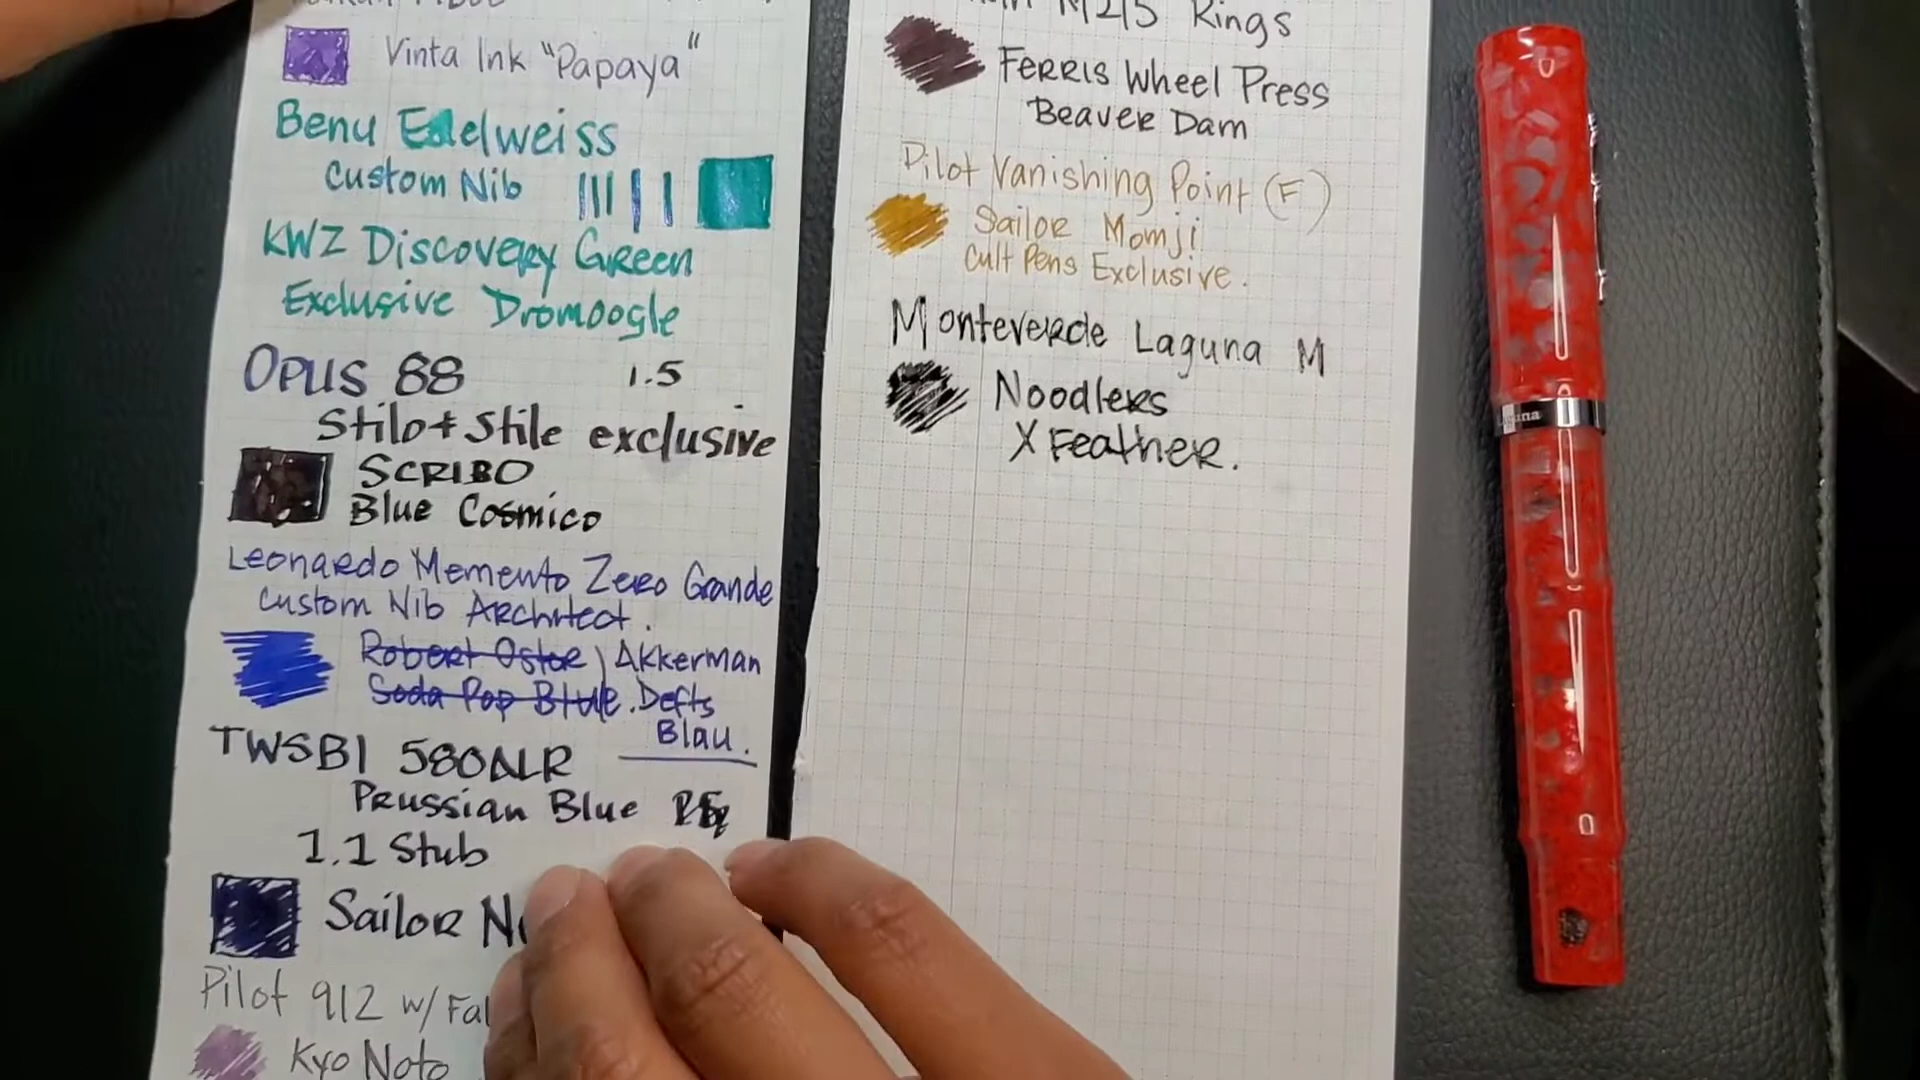 Vinta Ink "Papaya"
Benu Edelweiss
Custom Nib
KWZ Discovery Green
Exclusive Dromoogle
Opus 88 1.5
Stilo + Stile exclusive
SCRIBO
Blue Cosmico
Leonardo Memento Zero Grande
Custom Nib Architect.
Robert Oster Akkerman
Soda Pop Blue. Delfts
Blau.
TWSBI 580ALR
Prussian Blue
1.1 Stub
Sailor
Pilot 912 w/
Kyo Noto
M215 Rings
FERRIS Wheel Press
Beaver Dam
Pilot Vanishing Point (F)
Sailor Momji
Cult Pens Exclusive.
Monteverde Laguna M
Noodlers
X Feather.
Laguna